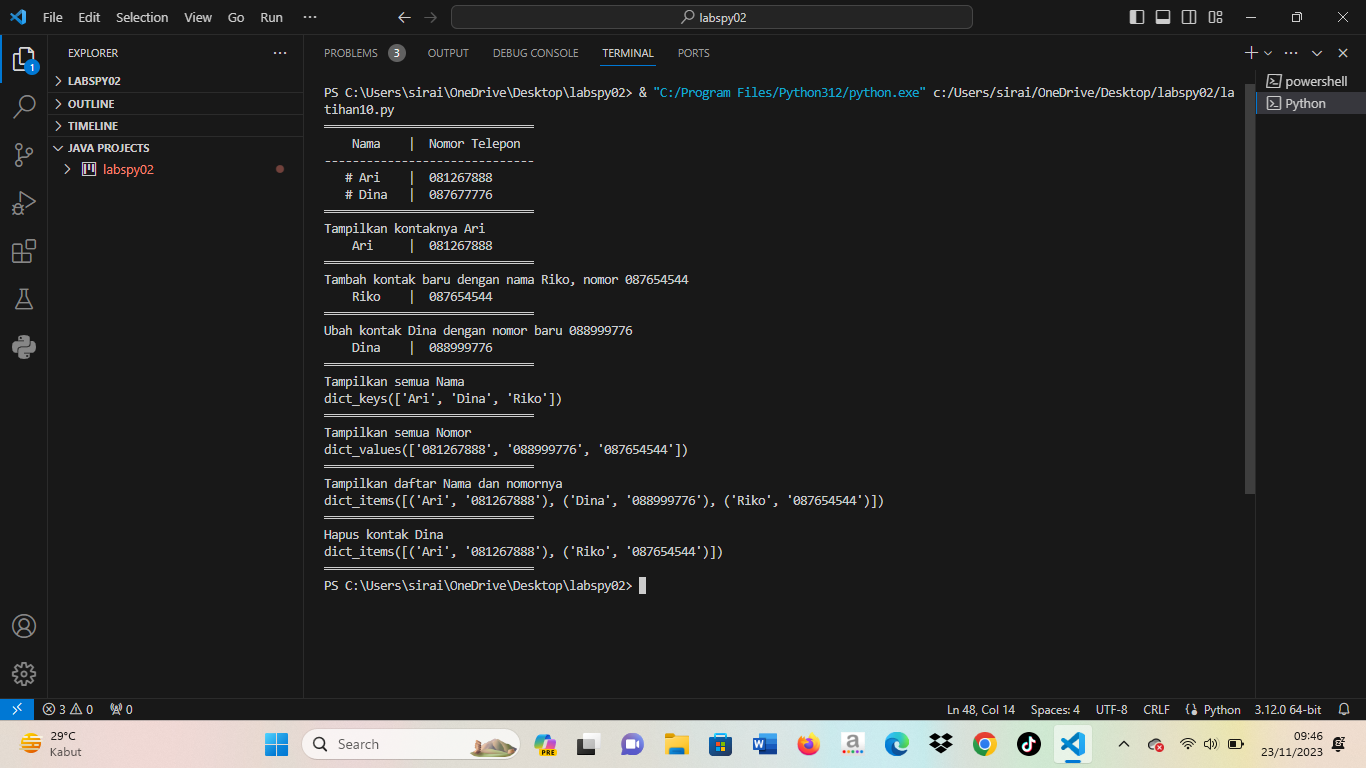 File Edit Selection View Go Run ··· labspy02
EXPLORER ···
LABSPY02
OUTLINE
TIMELINE
JAVA PROJECTS
labspy02
1
PROBLEMS 3 OUTPUT DEBUG CONSOLE TERMINAL PORTS
powershell
Python
PS C:\Users\sirai\OneDrive\Desktop\labspy02> & "C:/Program Files/Python312/python.exe" c:/Users/sirai/OneDrive/Desktop/labspy02/la
tihan10.py
==============================
Nama | Nomor Telepon
------------------------------
# Ari | 081267888
# Dina | 087677776
==============================
Tampilkan kontaknya Ari
Ari | 081267888
==============================
Tambah kontak baru dengan nama Riko, nomor 087654544
Riko | 087654544
==============================
Ubah kontak Dina dengan nomor baru 088999776
Dina | 088999776
==============================
Tampilkan semua Nama
dict_keys(['Ari', 'Dina', 'Riko'])
==============================
Tampilkan semua Nomor
dict_values(['081267888', '088999776', '087654544'])
==============================
Tampilkan daftar Nama dan nomornya
dict_items([('Ari', '081267888'), ('Dina', '088999776'), ('Riko', '087654544')])
==============================
Hapus kontak Dina
dict_items([('Ari', '081267888'), ('Riko', '087654544')])
==============================
PS C:\Users\sirai\OneDrive\Desktop\labspy02>
3 0 0 Ln 48, Col 14 Spaces: 4 UTF-8 CRLF Python 3.12.0 64-bit
29°C
Kabut
Search
PRE
a
09:46
23/11/2023